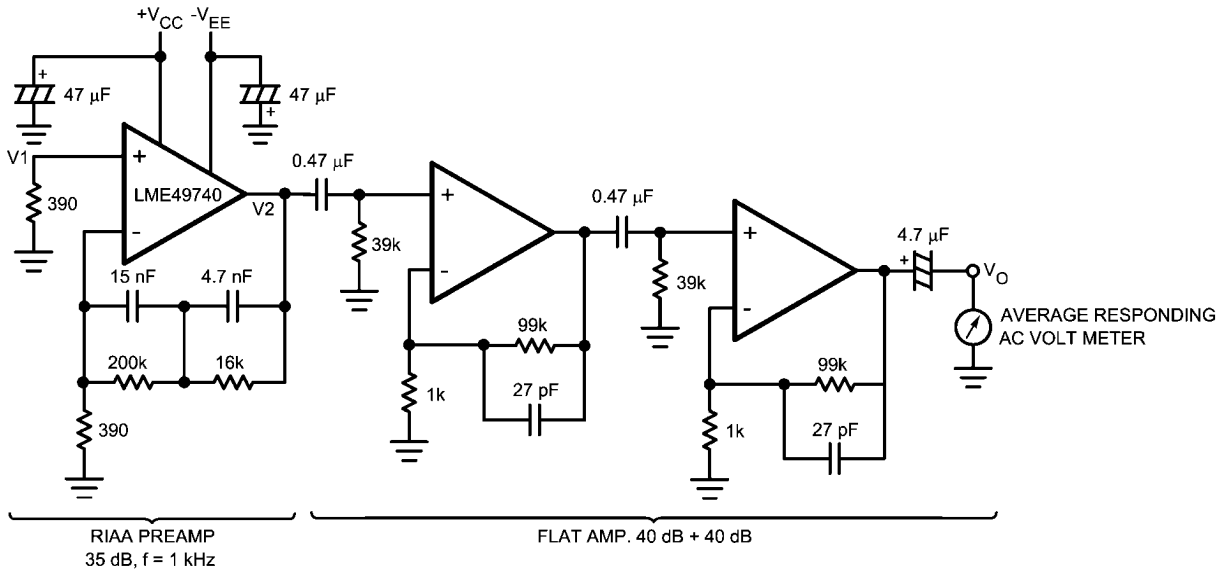 +VCC -VEE
+
47 µF
47 µF
+
V1
+
LME49740
-
V2
390
0.47 µF
39k
+
-
0.47 µF
39k
+
-
4.7 µF
+
VO
AVERAGE RESPONDING
AC VOLT METER
15 nF
4.7 nF
200k
16k
390
99k
27 pF
1k
99k
27 pF
1k
RIAA PREAMP
35 dB, f = 1 kHz
FLAT AMP. 40 dB + 40 dB